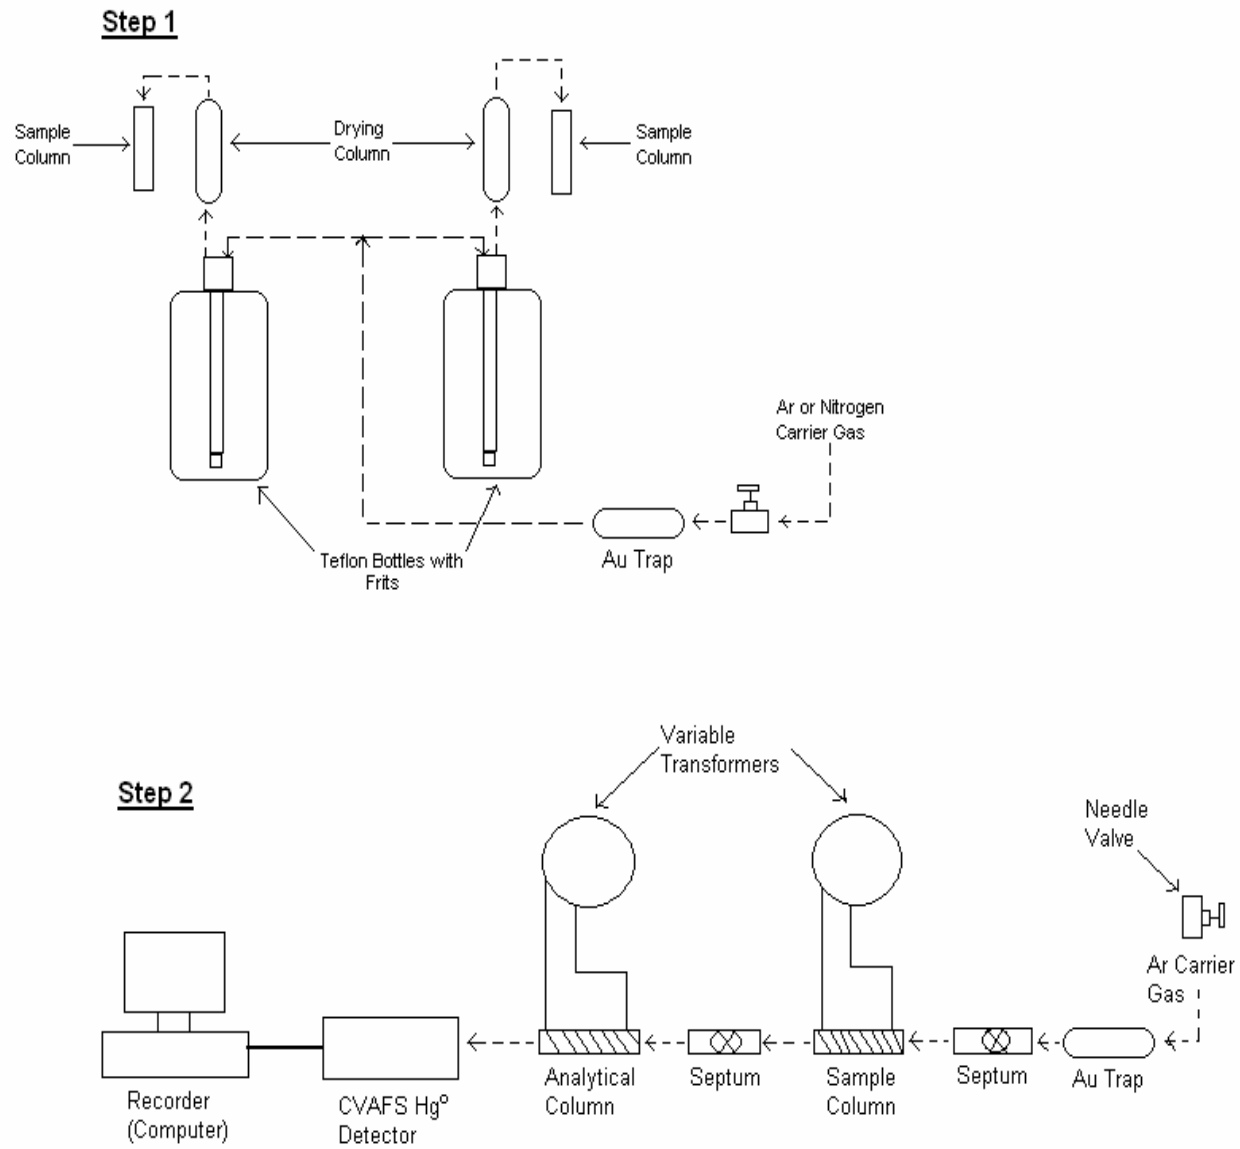 Step 1
Sample
Column
Drying
Column
Sample
Column
Ar or Nitrogen
Carrier Gas
Teflon Bottles with
Frits
Au Trap
Step 2
Variable
Transformers
Needle
Valve
Ar Carrier
Gas
Recorder
(Computer)
CVAFS Hgº
Detector
Analytical
Column
Septum
Sample
Column
Septum
Au Trap